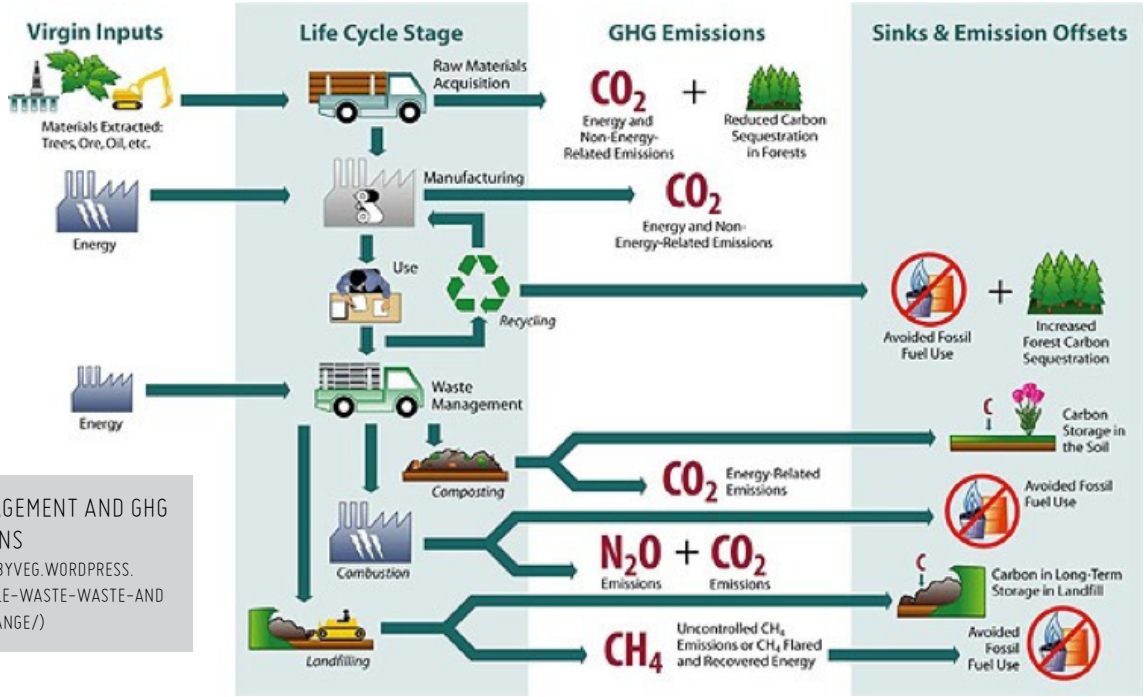 Virgin Inputs
Life Cycle Stage
GHG Emissions
Sinks & Emission Offsets
Materials Extracted:
Trees, Ore, Oil, etc.
Raw Materials
Acquisition
CO2
Energy and
Non-Energy-
Related Emissions
+
Reduced Carbon
Sequestration
in Forests
Energy
Manufacturing
CO2
Energy and Non-
Energy-Related Emissions
Use
Recycling
Avoided Fossil
Fuel Use
+
Increased
Forest Carbon
Sequestration
Energy
Waste
Management
Composting
C
Carbon
Storage in
the Soil
CO2
Energy-Related
Emissions
Combustion
Avoided Fossil
Fuel Use
N2O + CO2
Emissions
Emissions
Landfilling
C
Carbon in Long-Term
Storage in Landfill
CH4
Uncontrolled CH4
Emissions or CH4 Flared
and Recovered Energy
Avoided
Fossil
Fuel Use
AGEMENT AND GHG
NS
BYVEG.WORDPRESS.
LE-WASTE-WASTE-AND
ANGE/)